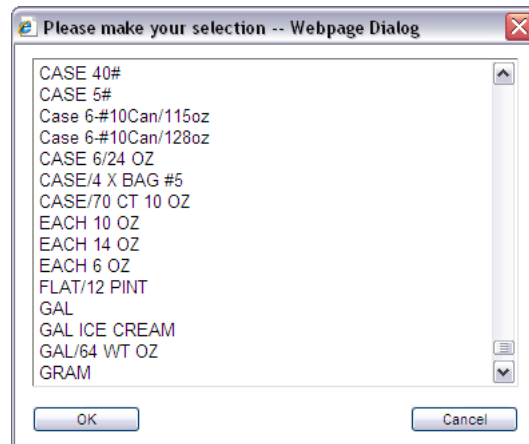 Please make your selection -- Webpage Dialog
CASE 40#
CASE 5#
Case 6-#10Can/115oz
Case 6-#10Can/128oz
CASE 6/24 OZ
CASE/4 X BAG #5
CASE/70 CT 10 OZ
EACH 10 OZ
EACH 14 OZ
EACH 6 OZ
FLAT/12 PINT
GAL
GAL ICE CREAM
GAL/64 WT OZ
GRAM
OK
Cancel